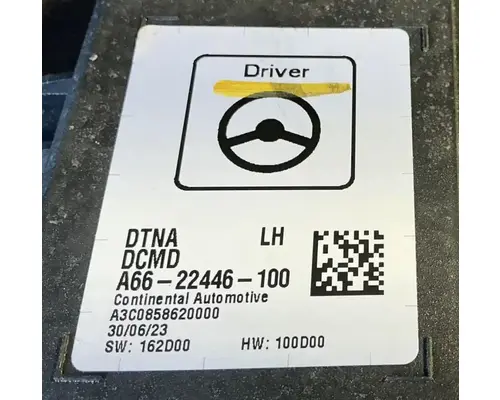 Driver
DTNA LH
DCMD
A66-22446-100
Continental Automotive
A3C0858620000
30/06/23
SW: 162D00 HW: 100D00